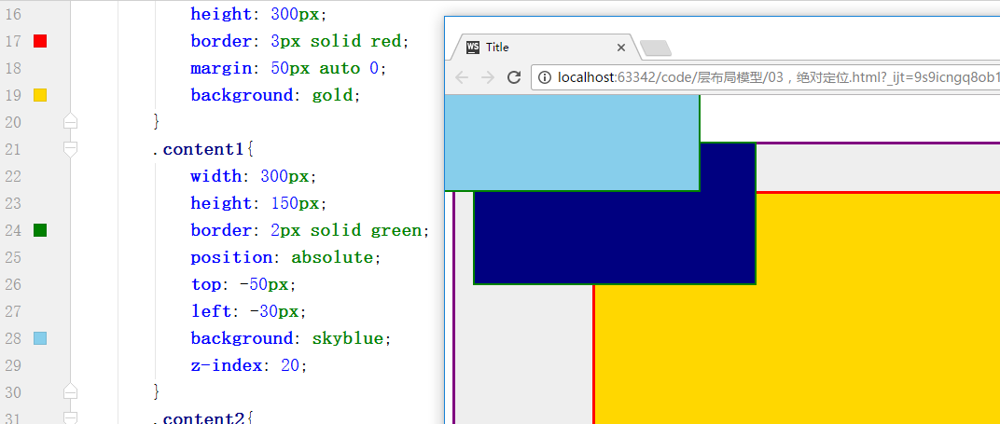 16 height: 300px;
17 border: 3px solid red;
18 margin: 50px auto 0;
19 background: gold;
20 }
21 .content1{
22 width: 300px;
23 height: 150px;
24 border: 2px solid green;
25 position: absolute;
26 top: -50px;
27 left: -30px;
28 background: skyblue;
29 z-index: 20;
30 }
31 .content2{
WS Title
localhost:63342/code/层布局模型/03，绝对定位.html?_ijt=9s9icngq8ob1